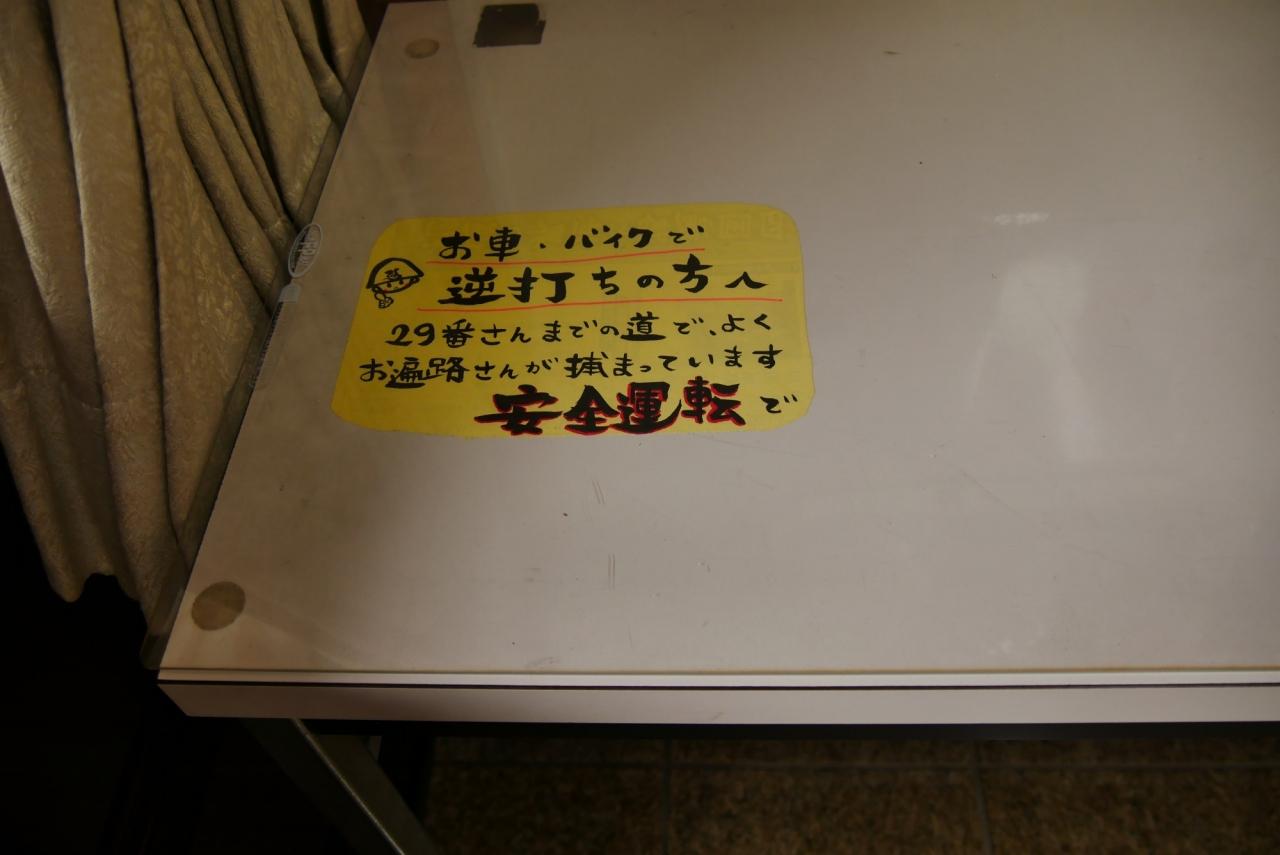 お車・バイクで
逆打ちの方へ
29番さんまでの道で、よく
お遍路さんが捕まっています
安全運転で